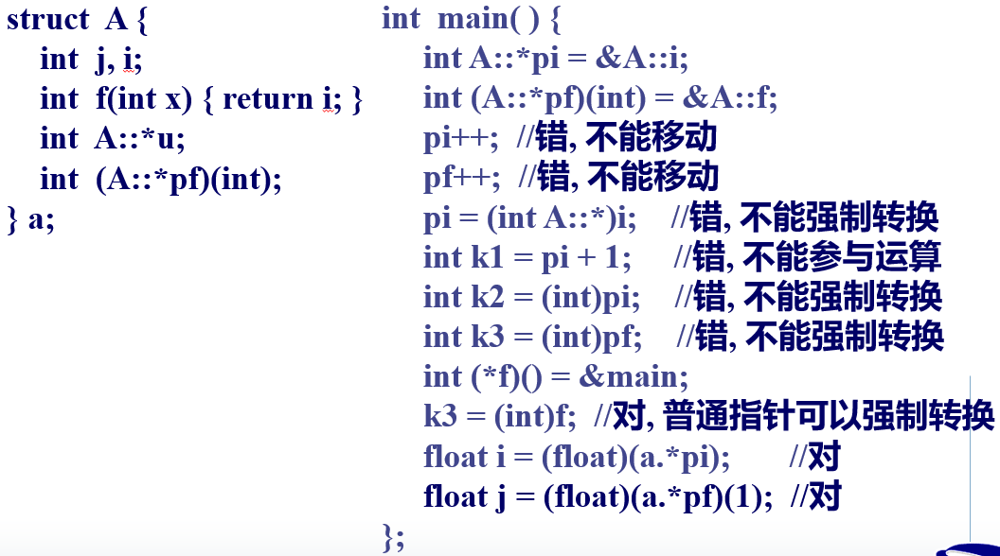 struct A {
int j, i;
int f(int x) { return i; }
int A::*u;
int (A::*pf)(int);
} a;
int main( ) {
int A::*pi = &A::i;
int (A::*pf)(int) = &A::f;
pi++; //错, 不能移动
pf++; //错, 不能移动
pi = (int A::*)i; //错, 不能强制转换
int k1 = pi + 1; //错, 不能参与运算
int k2 = (int)pi; //错, 不能强制转换
int k3 = (int)pf; //错, 不能强制转换
int (*f)() = &main;
k3 = (int)f; //对, 普通指针可以强制转换
float i = (float)(a.*pi); //对
float j = (float)(a.*pf)(1); //对
};